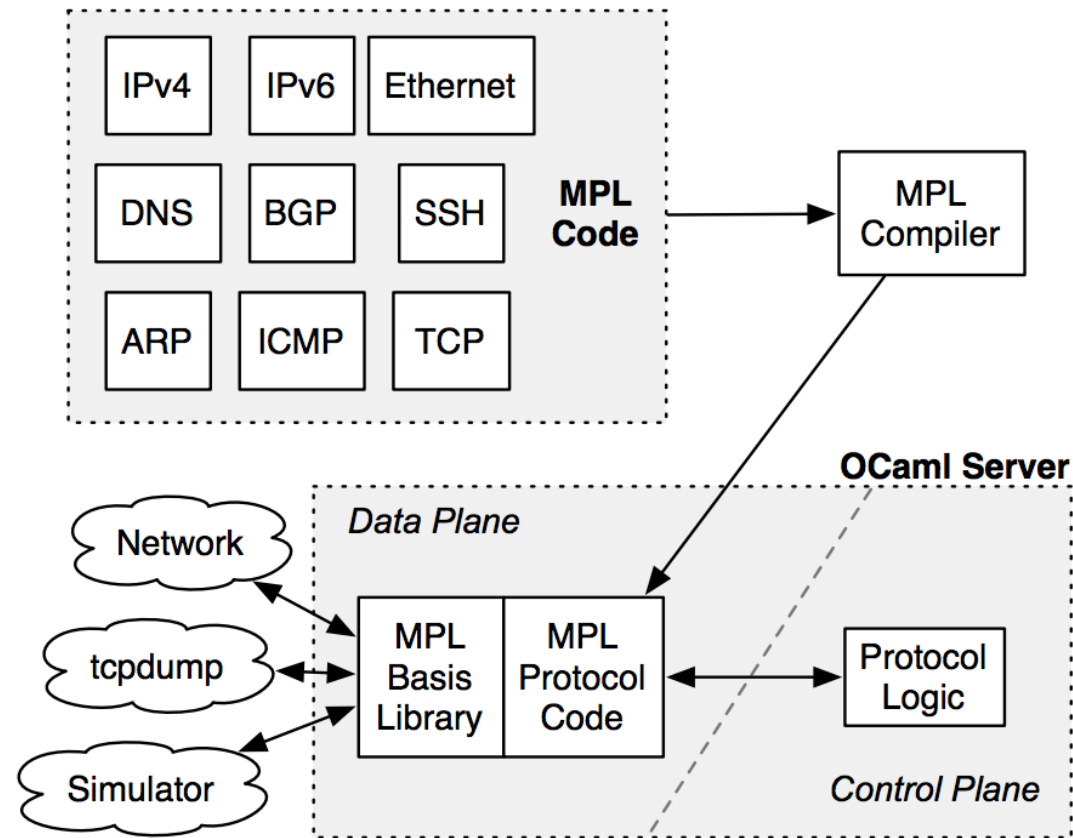 IPv4
IPv6
Ethernet
DNS
BGP
SSH
MPL
Code
ARP
ICMP
TCP
MPL
Compiler
OCaml Server
Data Plane
Network
tcpdump
Simulator
MPL
Basis
Library
MPL
Protocol
Code
Protocol
Logic
Control Plane